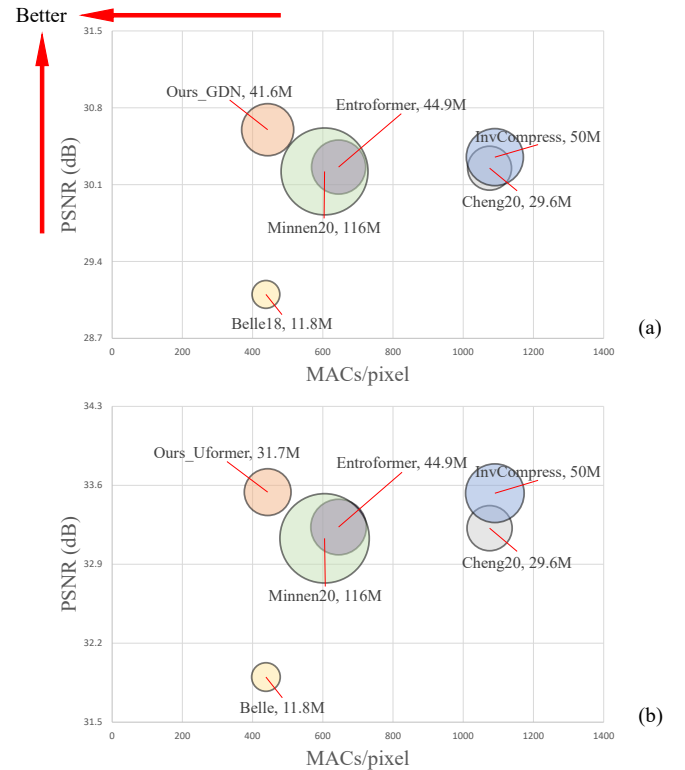 Better
31.5
30.8
30.1
29.4
28.7
PSNR (dB)
Ours_GDN, 41.6M
Entroformer, 44.9M
InvCompress, 50M
Cheng20, 29.6M
Minnen20, 116M
Belle18, 11.8M
(a)
0 200 400 600 800 1000 1200 1400
MACs/pixel
34.3
33.6
32.9
32.2
31.5
PSNR (dB)
Ours_Uformer, 31.7M
Entroformer, 44.9M
InvCompress, 50M
Cheng20, 29.6M
Minnen20, 116M
Belle, 11.8M
(b)
0 200 400 600 800 1000 1200 1400
MACs/pixel